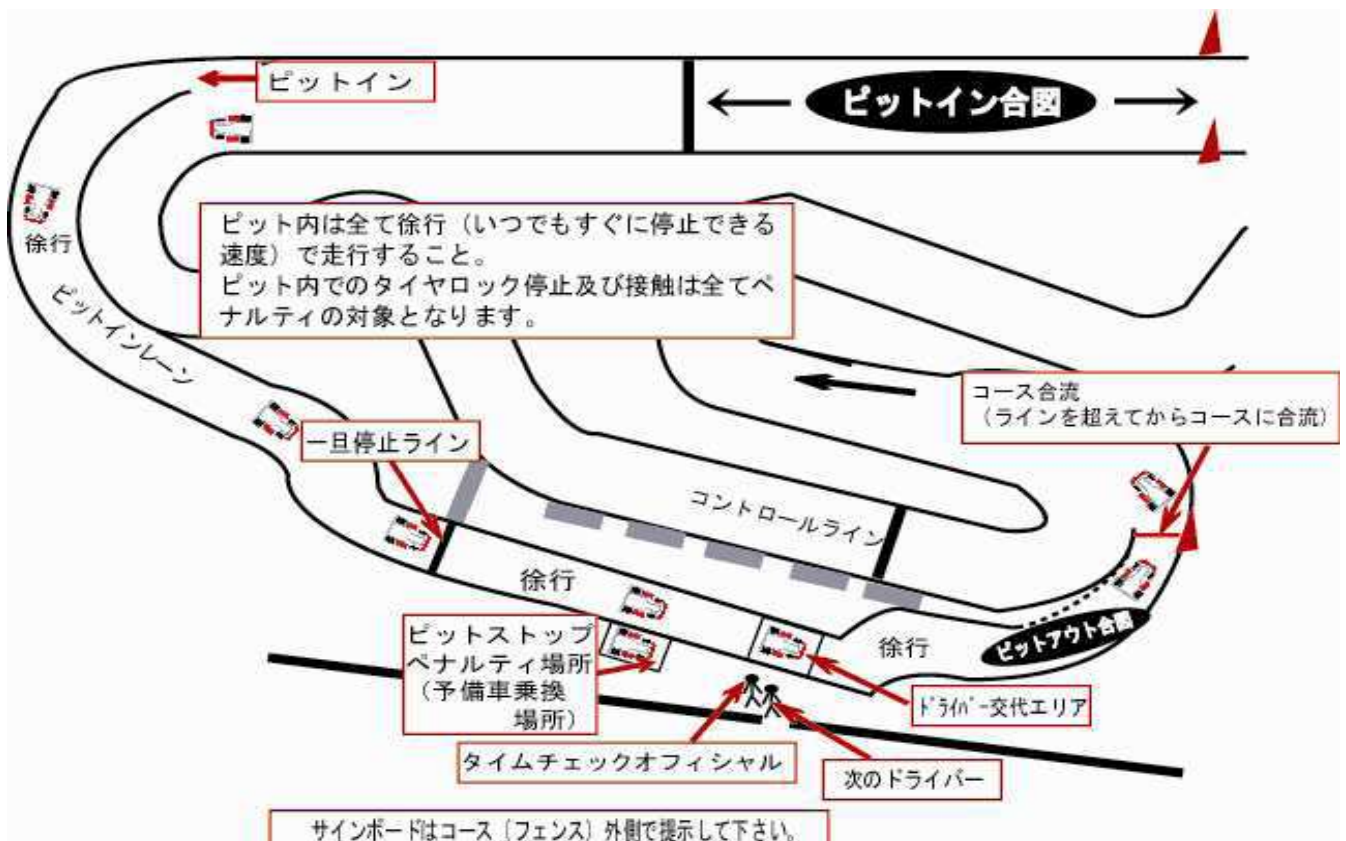 ピットイン
ピットイン合図
徐行
ピット内は全て徐行（いつでもすぐに停止できる
速度）で走行すること。
ピット内でのタイヤロック停止及び接触は全てペ
ナルティの対象となります。
ピットインレーン
コース合流
（ラインを超えてからコースに合流）
一旦停止ライン
コントロールライン
徐行
ピットストップ
ペナルティ場所
（予備車乗換
場所）
徐行
ピットアウト合図
ドライバー交代エリア
タイムチェックオフィシャル
次のドライバー
サインボードはコース（フェンス）外側で提示して下さい。